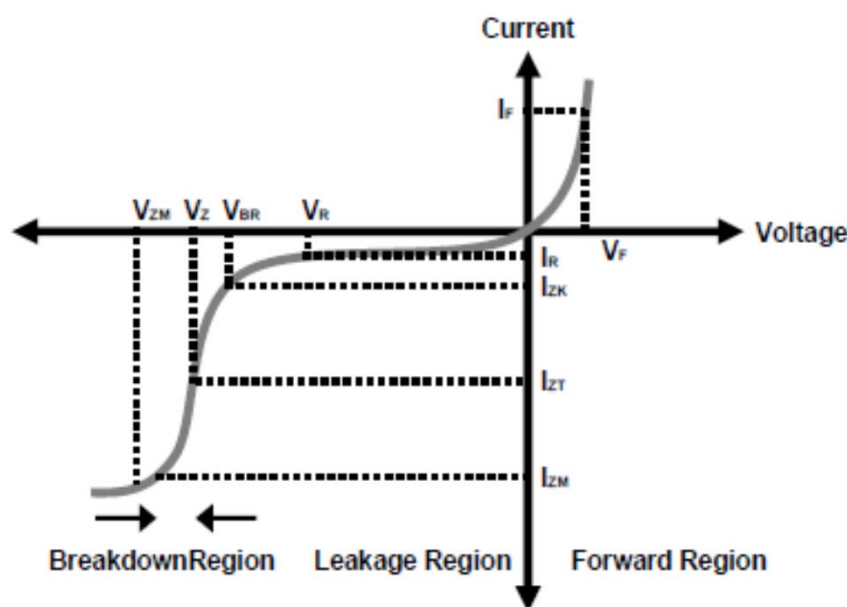 Current
IF
VZM VZ VBR VR
Voltage
VF
IR
IZK
IZT
IZM
BreakdownRegion Leakage Region Forward Region